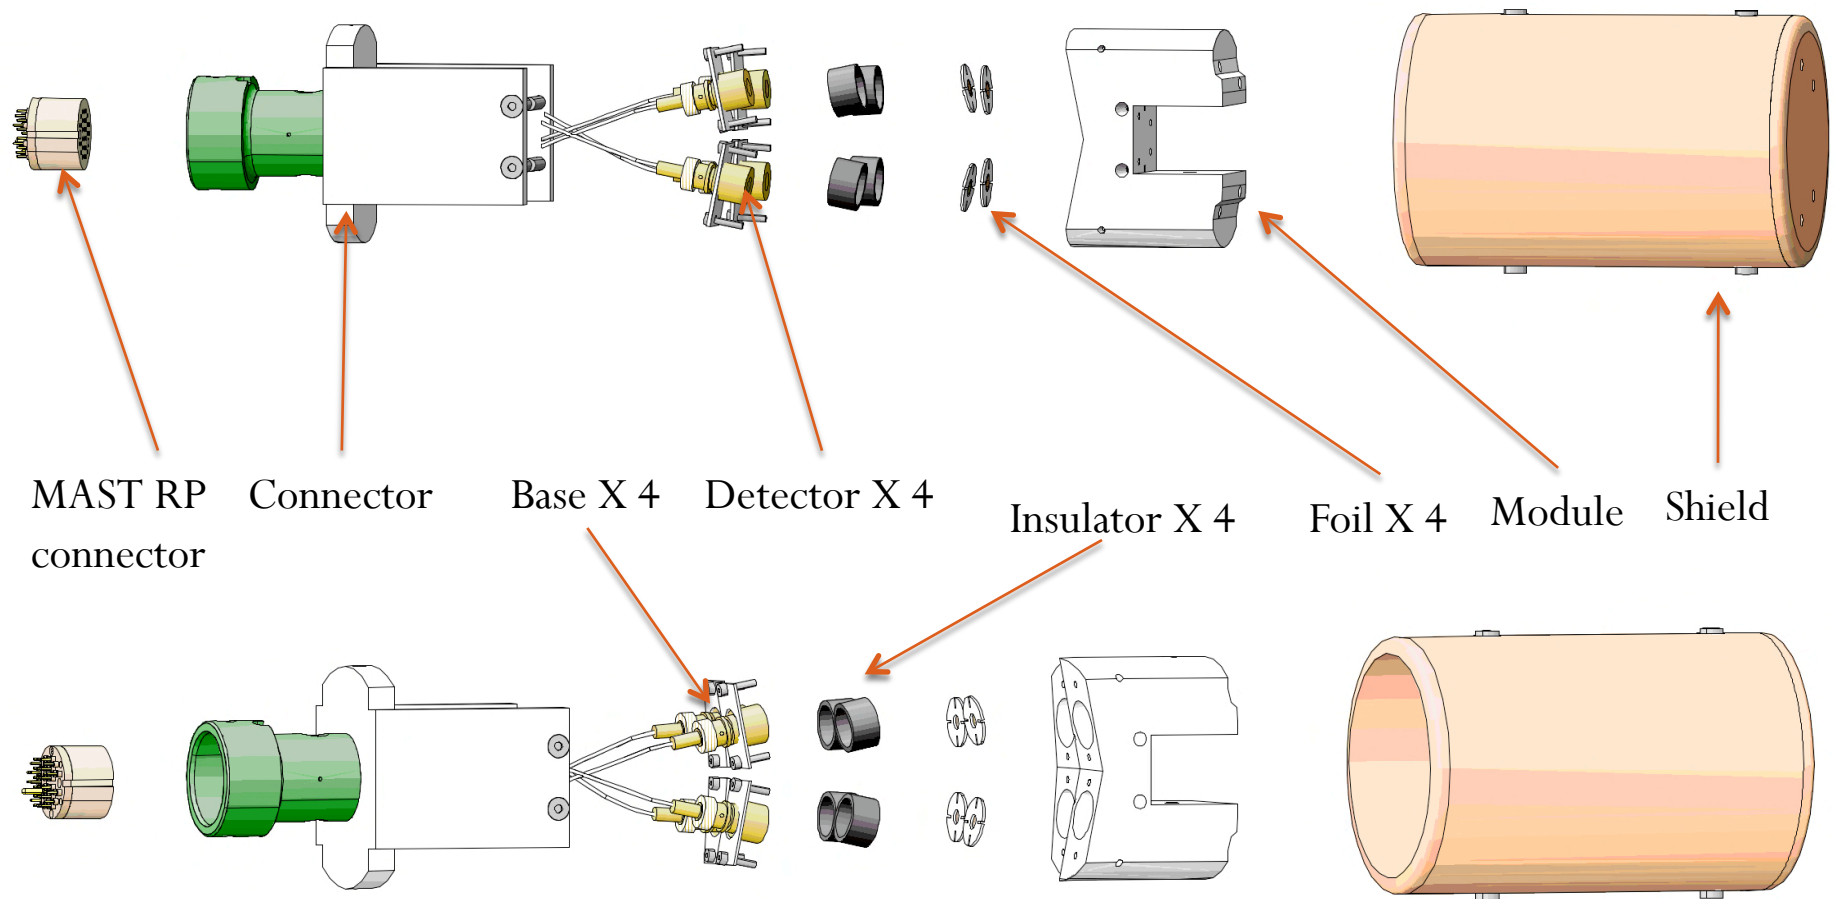 MAST RP
connector
Connector
Base X 4
Detector X 4
Insulator X 4
Foil X 4
Module
Shield